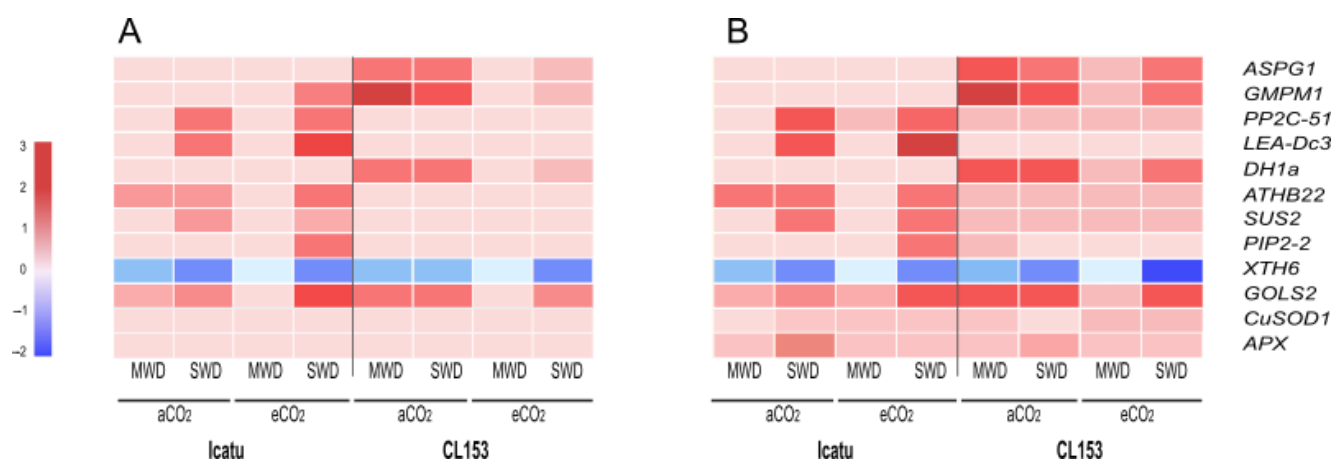 A B
ASPG1
GMPM1
PP2C-51
LEA-Dc3
DH1a
ATHB22
SUS2
PIP2-2
XTH6
GOLS2
CuSOD1
APX
3
2
1
0
–1
–2
MWD SWD MWD SWD MWD SWD MWD SWD MWD SWD MWD SWD MWD SWD MWD SWD
aCO2 eCO2 aCO2 eCO2 aCO2 eCO2 aCO2 eCO2
Icatu CL153 Icatu CL153